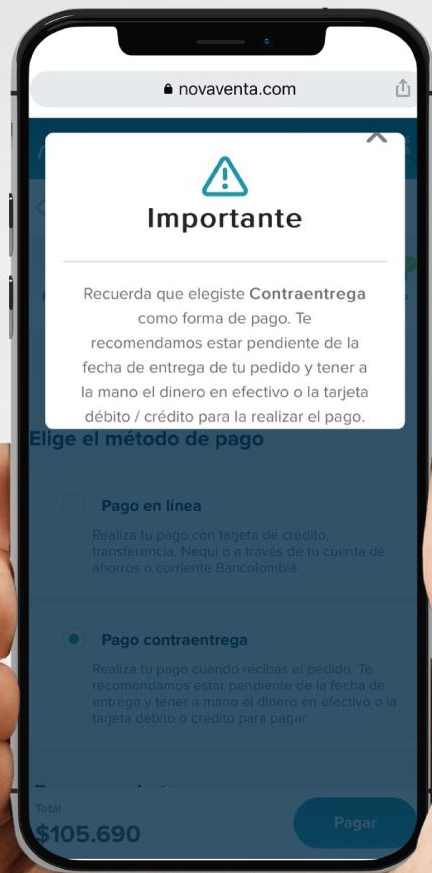 novaventa.com
Importante
Recuerda que elegiste Contraentrega
como forma de pago. Te
recomendamos estar pendiente de la
fecha de entrega de tu pedido y tener a
la mano el dinero en efectivo o la tarjeta
débito / crédito para la realizar el pago.
Elige el método de pago
Pago en línea
Realiza tu pago con tarjeta de crédito,
transferencia, Nequi o a través de tu cuenta de
ahorros o corriente Bancolombia
Pago contraentrega
Realiza tu pago cuando recibas el pedido. Te
recomendamos estar pendiente de la fecha de
entrega y tener a mano el dinero en efectivo o la
tarjeta débito o crédito para pagar
Total
$105.690
Pagar